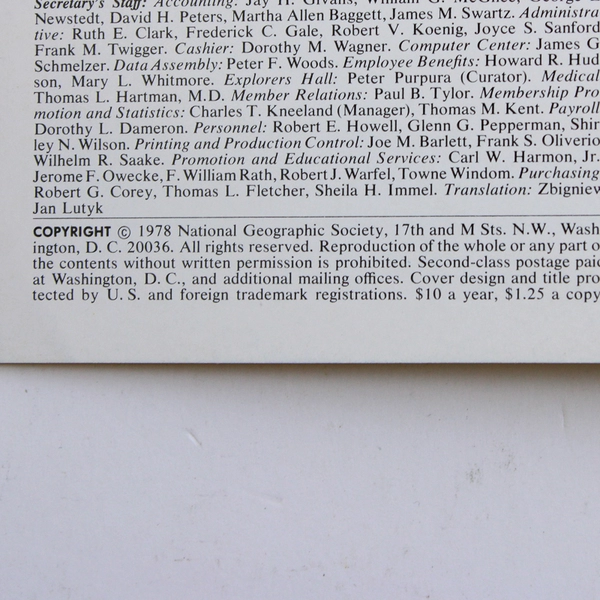 Secretary's Staff: Accounting: Jay H. Givans, William G. McGhee, George E.
Newstedt, David H. Peters, Martha Allen Baggett, James M. Swartz. Administra
tive: Ruth E. Clark, Frederick C. Gale, Robert V. Koenig, Joyce S. Sanford
Frank M. Twigger. Cashier: Dorothy M. Wagner. Computer Center: James G
Schmelzer. Data Assembly: Peter F. Woods. Employee Benefits: Howard R. Hud
son, Mary L. Whitmore. Explorers Hall: Peter Purpura (Curator). Medical
Thomas L. Hartman, M.D. Member Relations: Paul B. Tylor. Membership Pro
motion and Statistics: Charles T. Kneeland (Manager), Thomas M. Kent. Payroll
Dorothy L. Dameron. Personnel: Robert E. Howell, Glenn G. Pepperman, Shir
ley N. Wilson. Printing and Production Control: Joe M. Barlett, Frank S. Oliverio
Wilhelm R. Saake. Promotion and Educational Services: Carl W. Harmon, Jr.
Jerome F. Owecke, F. William Rath, Robert J. Warfel, Towne Windom. Purchasing
Robert G. Corey, Thomas L. Fletcher, Sheila H. Immel. Translation: Zbigniew
Jan Lutyk
COPYRIGHT © 1978 National Geographic Society, 17th and M Sts. N.W., Wash
ington, D. C. 20036. All rights reserved. Reproduction of the whole or any part o
the contents without written permission is prohibited. Second-class postage paid
at Washington, D. C., and additional mailing offices. Cover design and title pro
tected by U. S. and foreign trademark registrations. $10 a year, $1.25 a copy